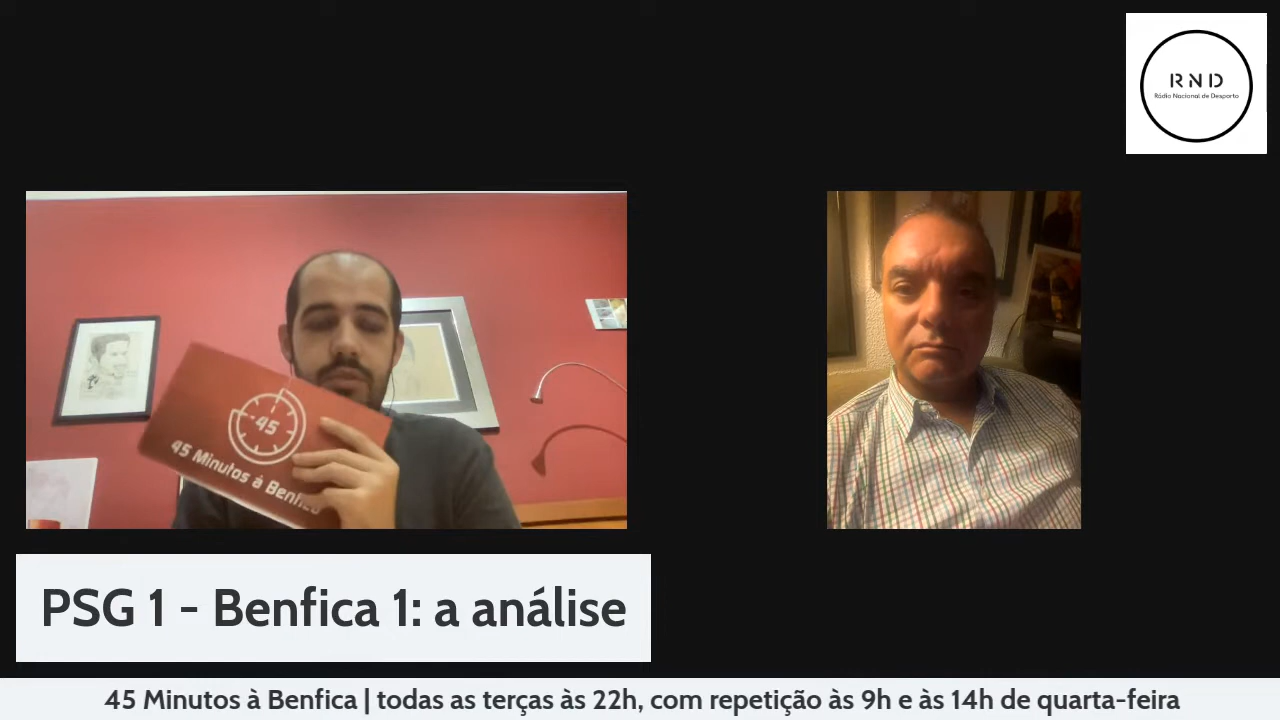 RND
Rádio Nacional de Desporto
45
45 Minutos à Benfica
PSG 1 - Benfica 1: a análise
45 Minutos à Benfica | todas as terças às 22h, com repetição às 9h e às 14h de quarta-feira